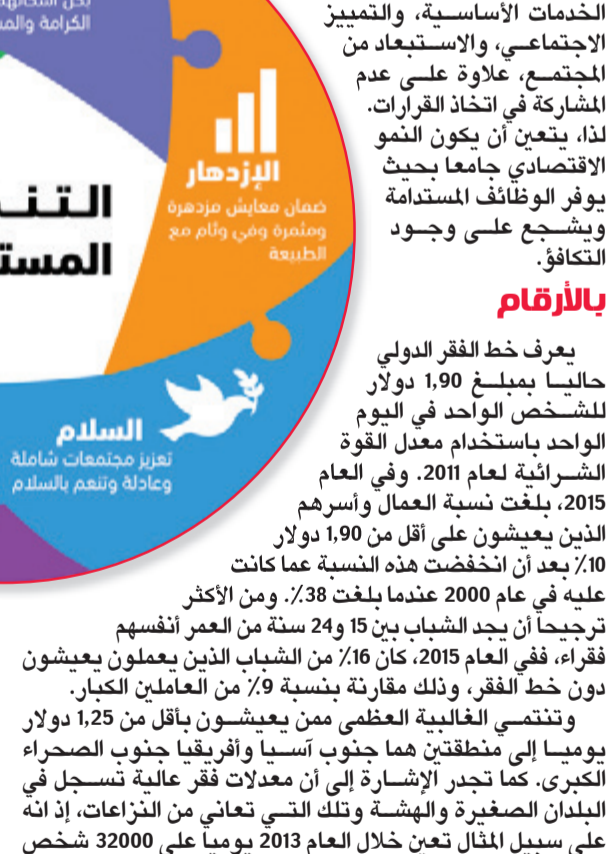 الخدمات الأساسية، والتمييز
الاجتماعي، والاستبعاد من
المجتمع، علاوة على عدم
المشاركة في اتخاذ القرارات.
لذا، يتعين أن يكون النمو
الاقتصادي جامعا بحيث
يوفر الوظائف المستدامة
ويشجع على وجود
التكافؤ.
بالأرقام
يعرف خط الفقر الدولي
حاليا بمبلغ 1,90 دولار
للشخص الواحد في اليوم
الواحد باستخدام معدل القوة
الشرائية لعام 2011. وفي العام
2015، بلغت نسبة العمال وأسرهم
الذين يعيشون على أقل من 1,90 دولار
10٪ بعد أن انخفضت هذه النسبة عما كانت
عليه في عام 2000 عندما بلغت 38٪. ومن الأكثر
ترجيحا أن يجد الشباب بين 15 و24 سنة من العمر أنفسهم
فقراء، ففي العام 2015، كان 16٪ من الشباب الذين يعملون يعيشون
دون خط الفقر، وذلك مقارنة بنسبة 9٪ من العاملين الكبار.
وتنتمي الغالبية العظمى ممن يعيشون بأقل من 1,25 دولار
يوميا إلى منطقتين هما جنوب آسيا وأفريقيا جنوب الصحراء
الكبرى. كما تجدر الإشارة إلى أن معدلات فقر عالية تسجل في
البلدان الصغيرة والهشة وتلك التي تعاني من النزاعات، إذ انه
على سبيل المثال تعين خلال العام 2013 يوميا على 32000 شخص
الكرامة
الإزدهار
ضمان معايش مزدهرة
ومثمرة وفي وئام مع
الطبيعة
التنـ
المستـ
السلام
تعزيز مجتمعات شاملة
وعادلة وتنعم بالسلام